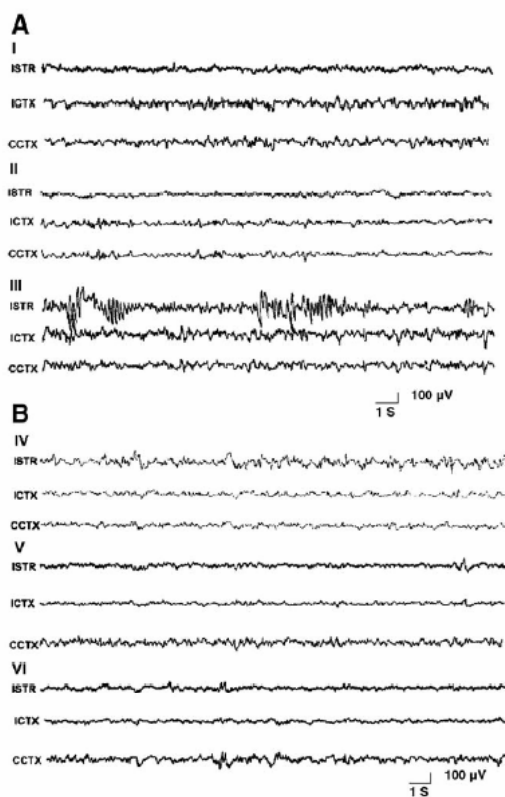 A
I
ISTR
ICTX
CCTX
II
ISTR
ICTX
CCTX
III
ISTR
ICTX
CCTX
100 µV
1 S
B
IV
ISTR
ICTX
CCTX
V
ISTR
ICTX
CCTX
VI
ISTR
ICTX
CCTX
100 µV
1 S